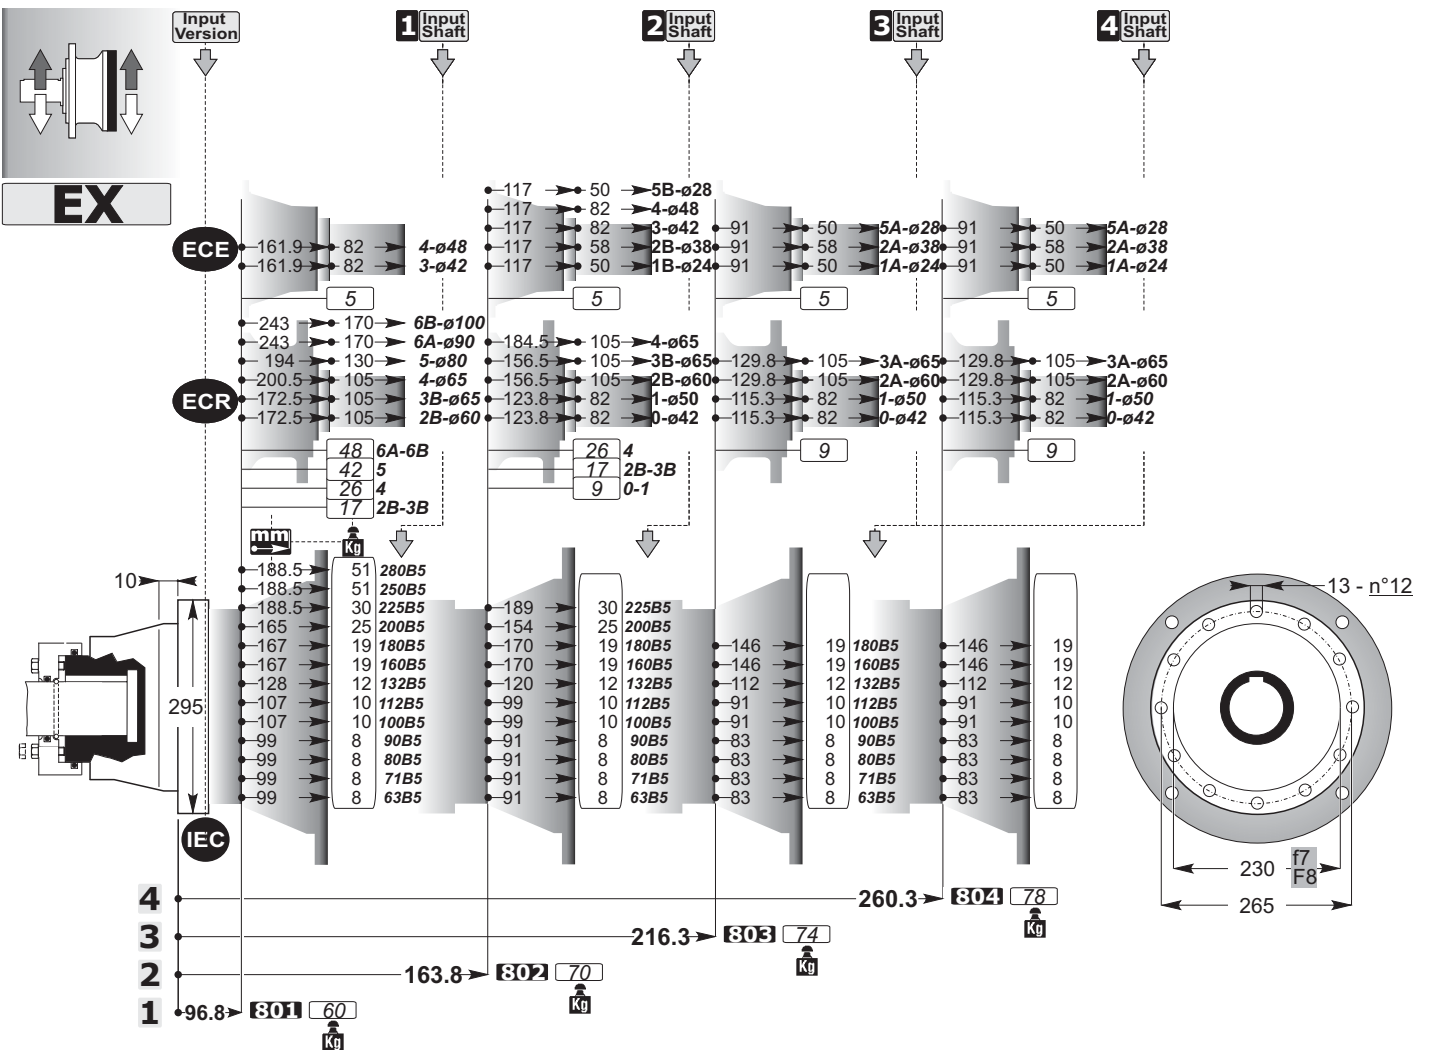 Input Version
1 Input Shaft
2 Input Shaft
3 Input Shaft
4 Input Shaft
EX
117 50 5B-ø28
117 82 4-ø48
117 82 3-ø42 91 50 5A-ø28 91 50 5A-ø28
ECE
161.9 82 4-ø48 117 58 2B-ø38 91 58 2A-ø38 91 58 2A-ø38
161.9 82 3-ø42 117 50 1B-ø24 91 50 1A-ø24 91 50 1A-ø24
5 5 5 5
243 170 6B-ø100
243 170 6A-ø90 184.5 105 4-ø65
194 130 5-ø80 156.5 105 3B-ø65 129.8 105 3A-ø65 129.8 105 3A-ø65
200.5 105 4-ø65 156.5 105 2B-ø60 129.8 105 2A-ø60 129.8 105 2A-ø60
ECR
172.5 105 3B-ø65 123.8 82 1-ø50 115.3 82 1-ø50 115.3 82 1-ø50
172.5 105 2B-ø60 123.8 82 0-ø42 115.3 82 0-ø42 115.3 82 0-ø42
48 6A-6B 26 4 9 9
42 5 17 2B-3B
26 4 9 0-1
17 2B-3B
mm
Kg
188.5 51 280B5
10
188.5 51 250B5
13 - n°12
188.5 30 225B5 189 30 225B5
165 25 200B5 154 25 200B5
167 19 180B5 170 19 180B5 146 19 180B5 146 19
167 19 160B5 170 19 160B5 146 19 160B5 146 19
128 12 132B5 120 12 132B5 112 12 132B5 112 12
295
107 10 112B5 99 10 112B5 91 10 112B5 91 10
107 10 100B5 99 10 100B5 91 10 100B5 91 10
99 8 90B5 91 8 90B5 83 8 90B5 83 8
99 8 80B5 91 8 80B5 83 8 80B5 83 8
99 8 71B5 91 8 71B5 83 8 71B5 83 8
99 8 63B5 91 8 63B5 83 8 63B5 83 8
IEC
230 f7 F8
265
4 260.3 804 78
Kg
3 216.3 803 74
Kg
2 163.8 802 70
Kg
1 96.8 801 60
Kg